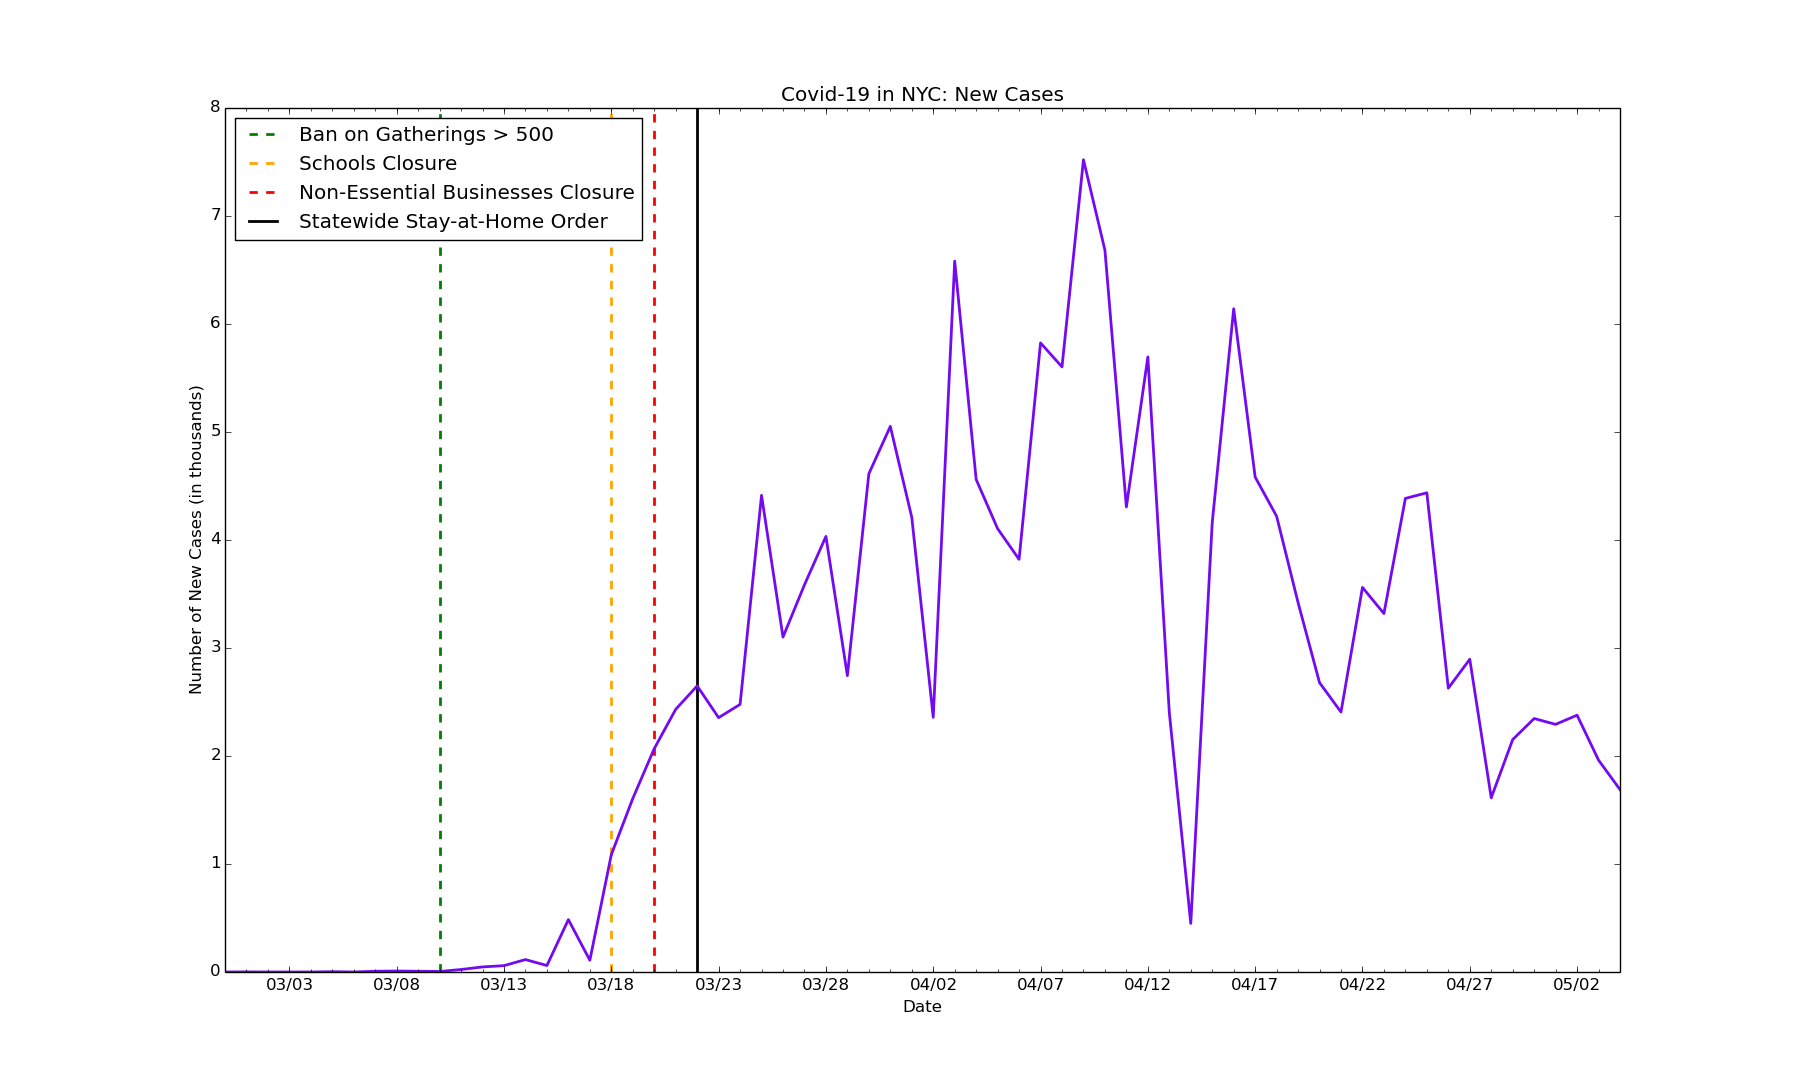 Covid-19 in NYC: New Cases
Ban on Gatherings > 500
Schools Closure
Non-Essential Businesses Closure
Statewide Stay-at-Home Order
Number of New Cases (in thousands)
8
7
6
5
4
3
2
1
0
03/03 03/08 03/13 03/18 03/23 03/28 04/02 04/07 04/12 04/17 04/22 04/27 05/02
Date